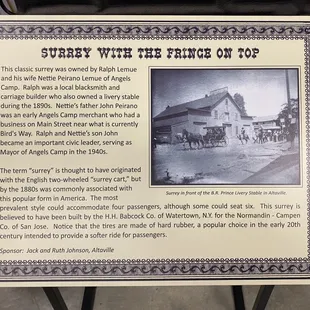 SURREY WITH THE FRINGE ON TOP
This classic surrey was owned by Ralph Lemue
and his wife Nettie Peirano Lemue of Angels
Camp. Ralph was a local blacksmith and
carriage builder who also owned a livery stable
during the 1890s. Nettie's father John Peirano
was an early Angels Camp merchant who had a
business on Main Street near what is currently
Bird's Way. Ralph and Nettie's son John
became an important civic leader, serving as
Mayor of Angels Camp in the 1940s.
Surrey in front of the B.R. Prince Livery Stable in Altaville
The term "surrey" is thought to have originated
with the English two-wheeled "surrey cart," but
by the 1880s was commonly associated with
this popular form in America. The most
prevalent style could accommodate four passengers, although some could seat six. This surrey is
believed to have been built by the H.H. Babcock Co. of Watertown, N.Y. for the Normandin - Campen
Co. of San Jose. Notice that the tires are made of hard rubber, a popular choice in the early 20th
century intended to provide a softer ride for passengers.
Sponsor: Jack and Ruth Johnson, Altaville